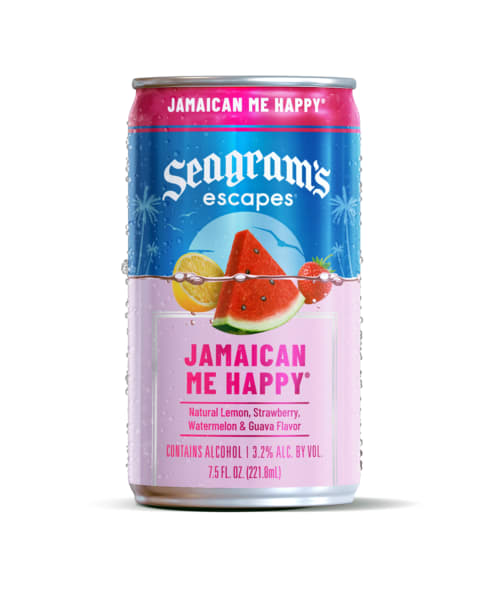 JAMAICAN ME HAPPY®
Seagram's
escapes®
JAMAICAN
ME HAPPY®
Natural Lemon, Strawberry,
Watermelon & Guava Flavor
CONTAINS ALCOHOL | 3.2% ALC. BY VOL.
7.5 FL. OZ. (221.8mL)